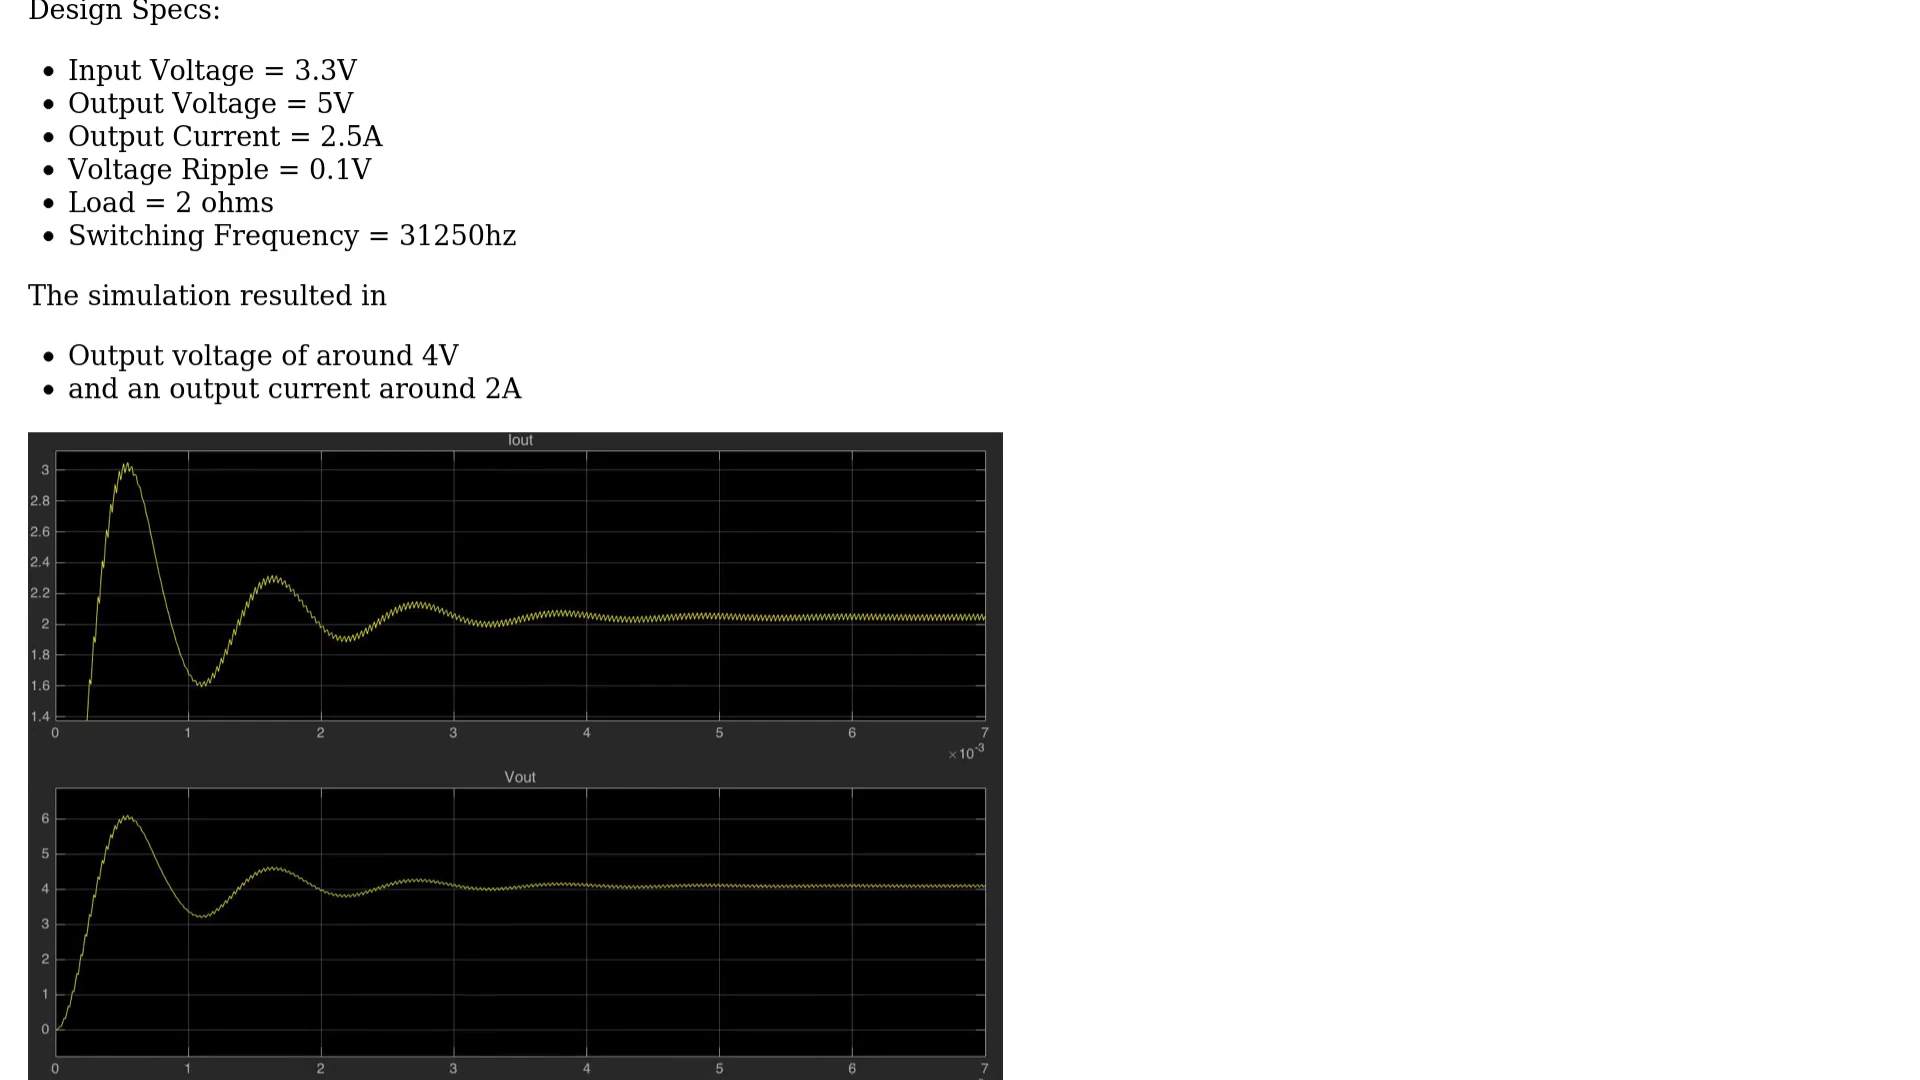 Design Specs:
Input Voltage = 3.3V
Output Voltage = 5V
Output Current = 2.5A
Voltage Ripple = 0.1V
Load = 2 ohms
Switching Frequency = 31250hz
The simulation resulted in
Output voltage of around 4V
and an output current around 2A
Iout
3
2.8
2.6
2.4
2.2
2
1.8
1.6
1.4
0 1 2 3 4 5 6 7
×10⁻³
Vout
6
5
4
3
2
1
0
0 1 2 3 4 5 6 7